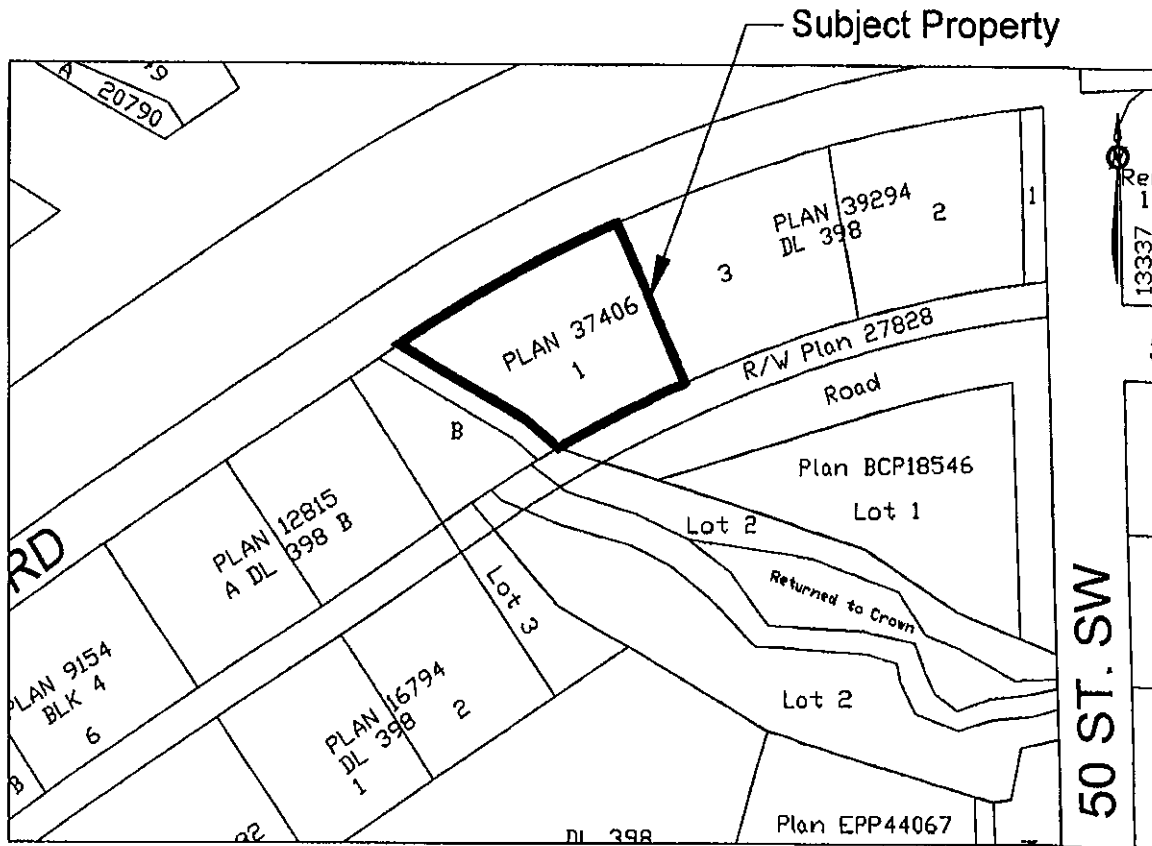 Subject Property
A 20790
PLAN 39294
DL 398
2
1
3
PLAN 37406
1
R/W Plan 27828
Road
B
Plan BCP18546
Lot 1
Lot 2
Returned to Crown
PLAN 12815
A DL 398 B
RD
Lot 3
PLAN 9154
BLK 4
6
B
PLAN 16794
DL 398
1
2
Lot 2
50 ST. SW
Plan EPP44067
DL 398
13337
1